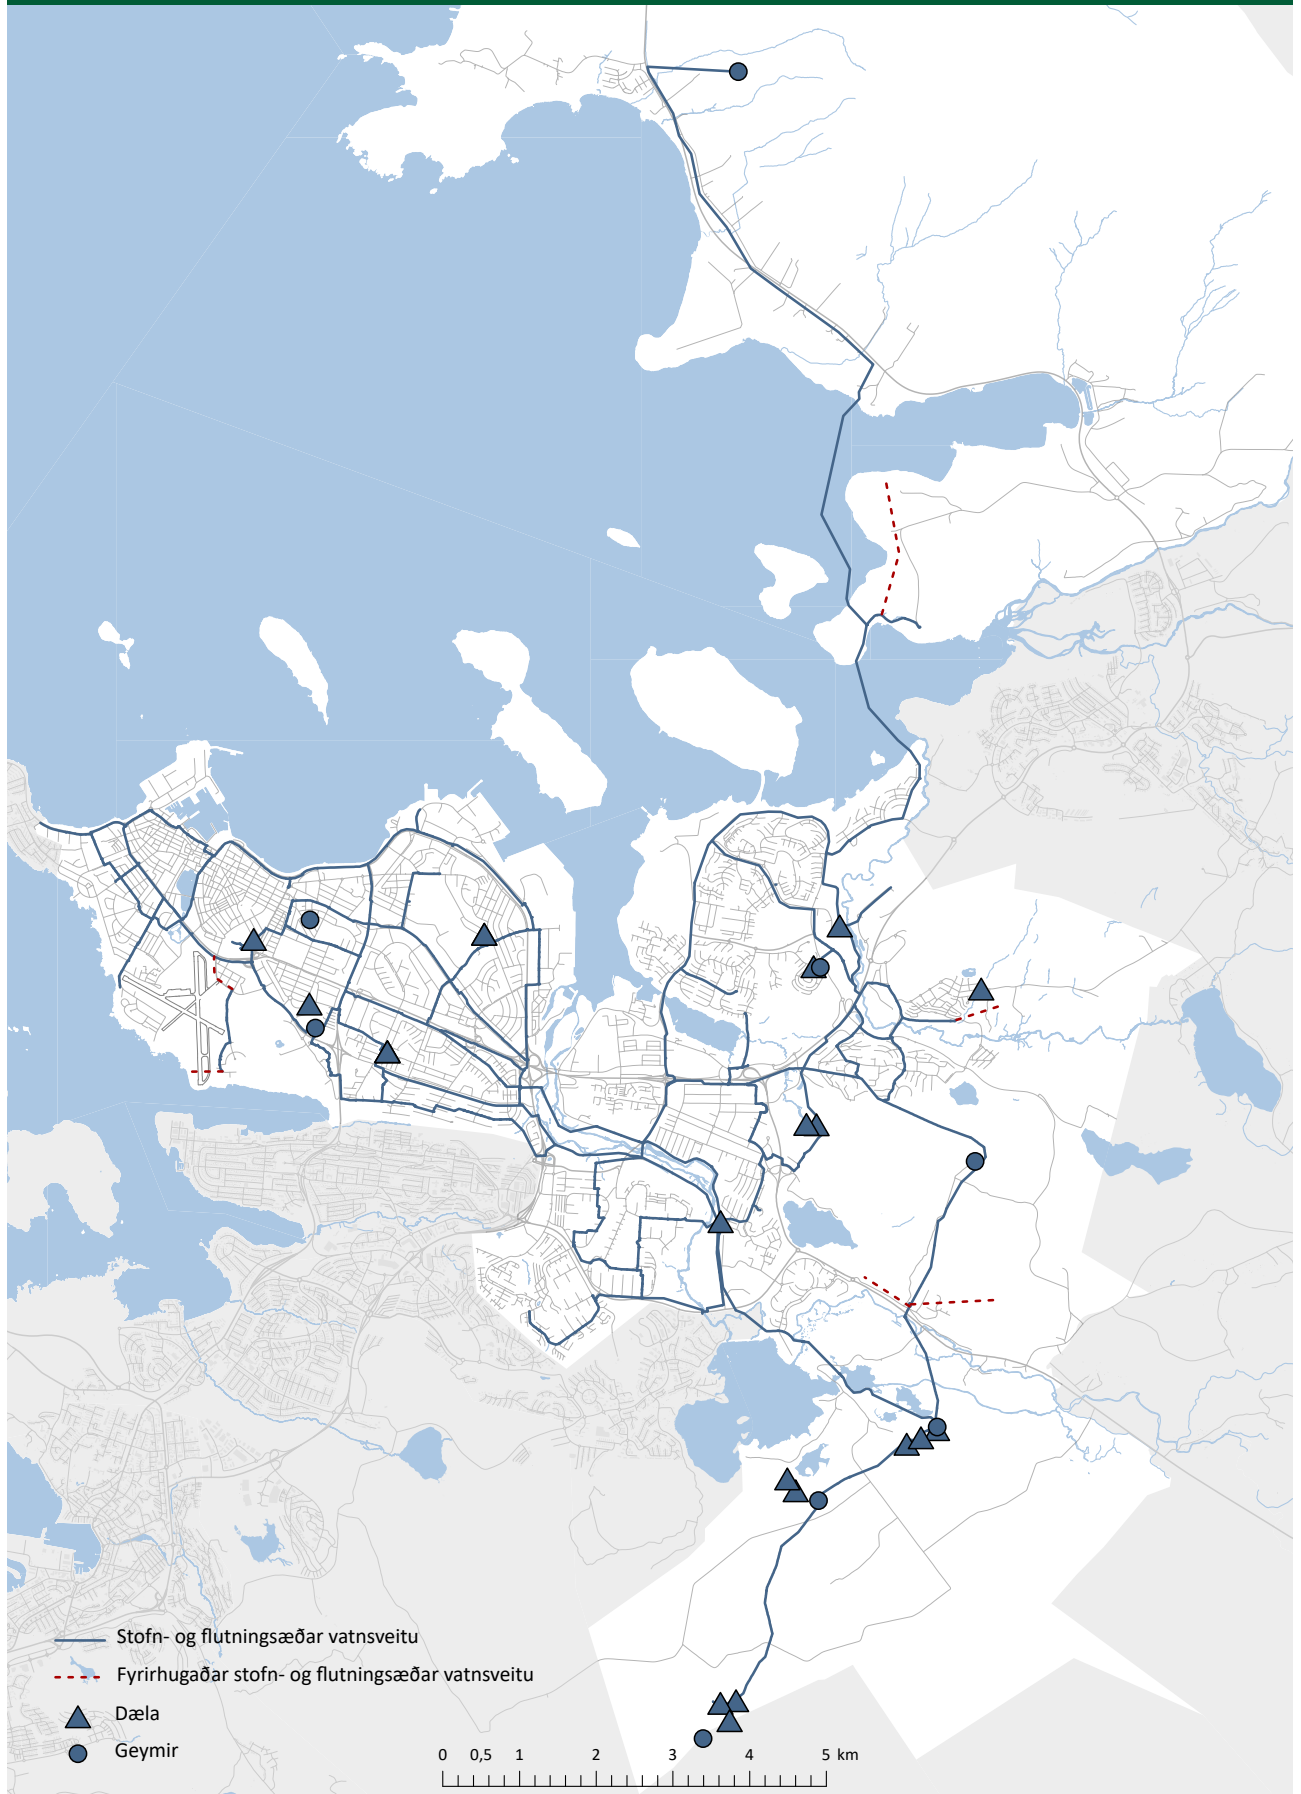 Stofn- og flutningsæðar vatnsveitu
Fyrirhugaðar stofn- og flutningsæðar vatnsveitu
Dæla
Geymir
0 0,5 1 2 3 4 5 km